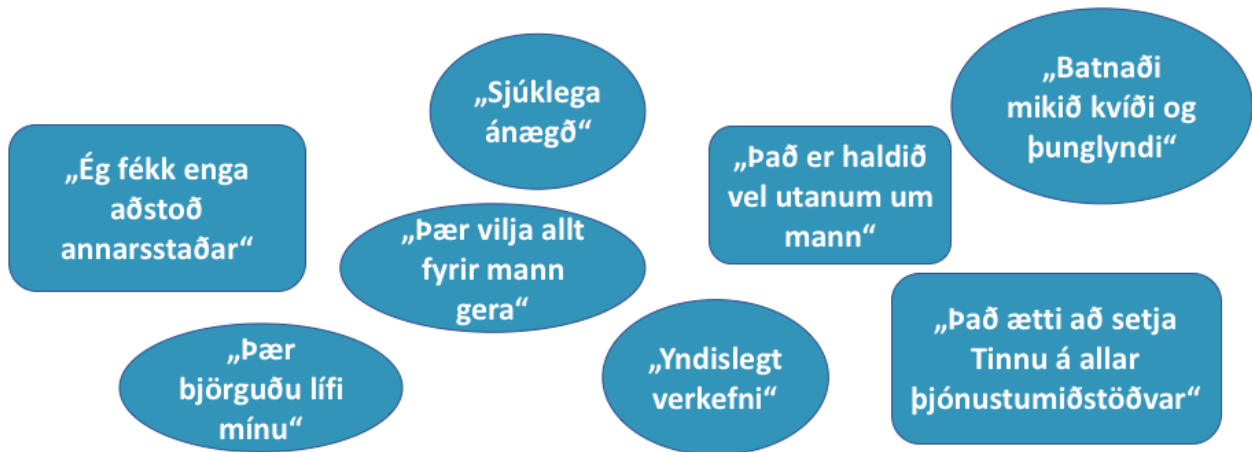 „Ég fékk enga
aðstoð
annarsstaðar“
„Sjúklega
ánægð“
„Þær vilja allt
fyrir mann
gera“
„Þær
björguðu lífi
mínu“
„Það er haldið
vel utanum um
mann“
„Batnaði
mikið kvíði og
þunglyndi“
„Yndislegt
verkefni“
„Það ætti að setja
Tinnu á allar
þjónustumiðstöðvar“